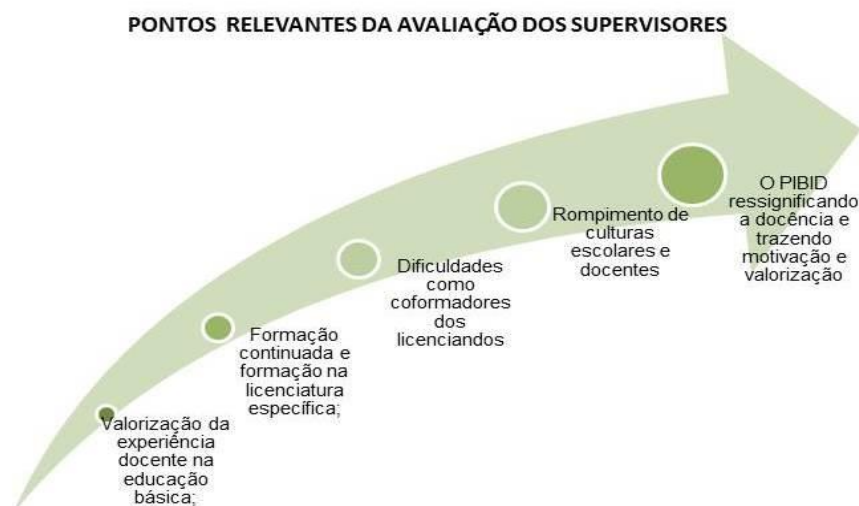 PONTOS RELEVANTES DA AVALIAÇÃO DOS SUPERVISORES
Valorização da
experiência
docente na
educação
básica;
Formação
continuada e
formação na
licenciatura
específica;
Dificuldades
como
coformadores
dos
licenciandos
Rompimento de
culturas
escolares e
docentes
O PIBID
ressignificando
a docência e
trazendo
motivação e
valorização